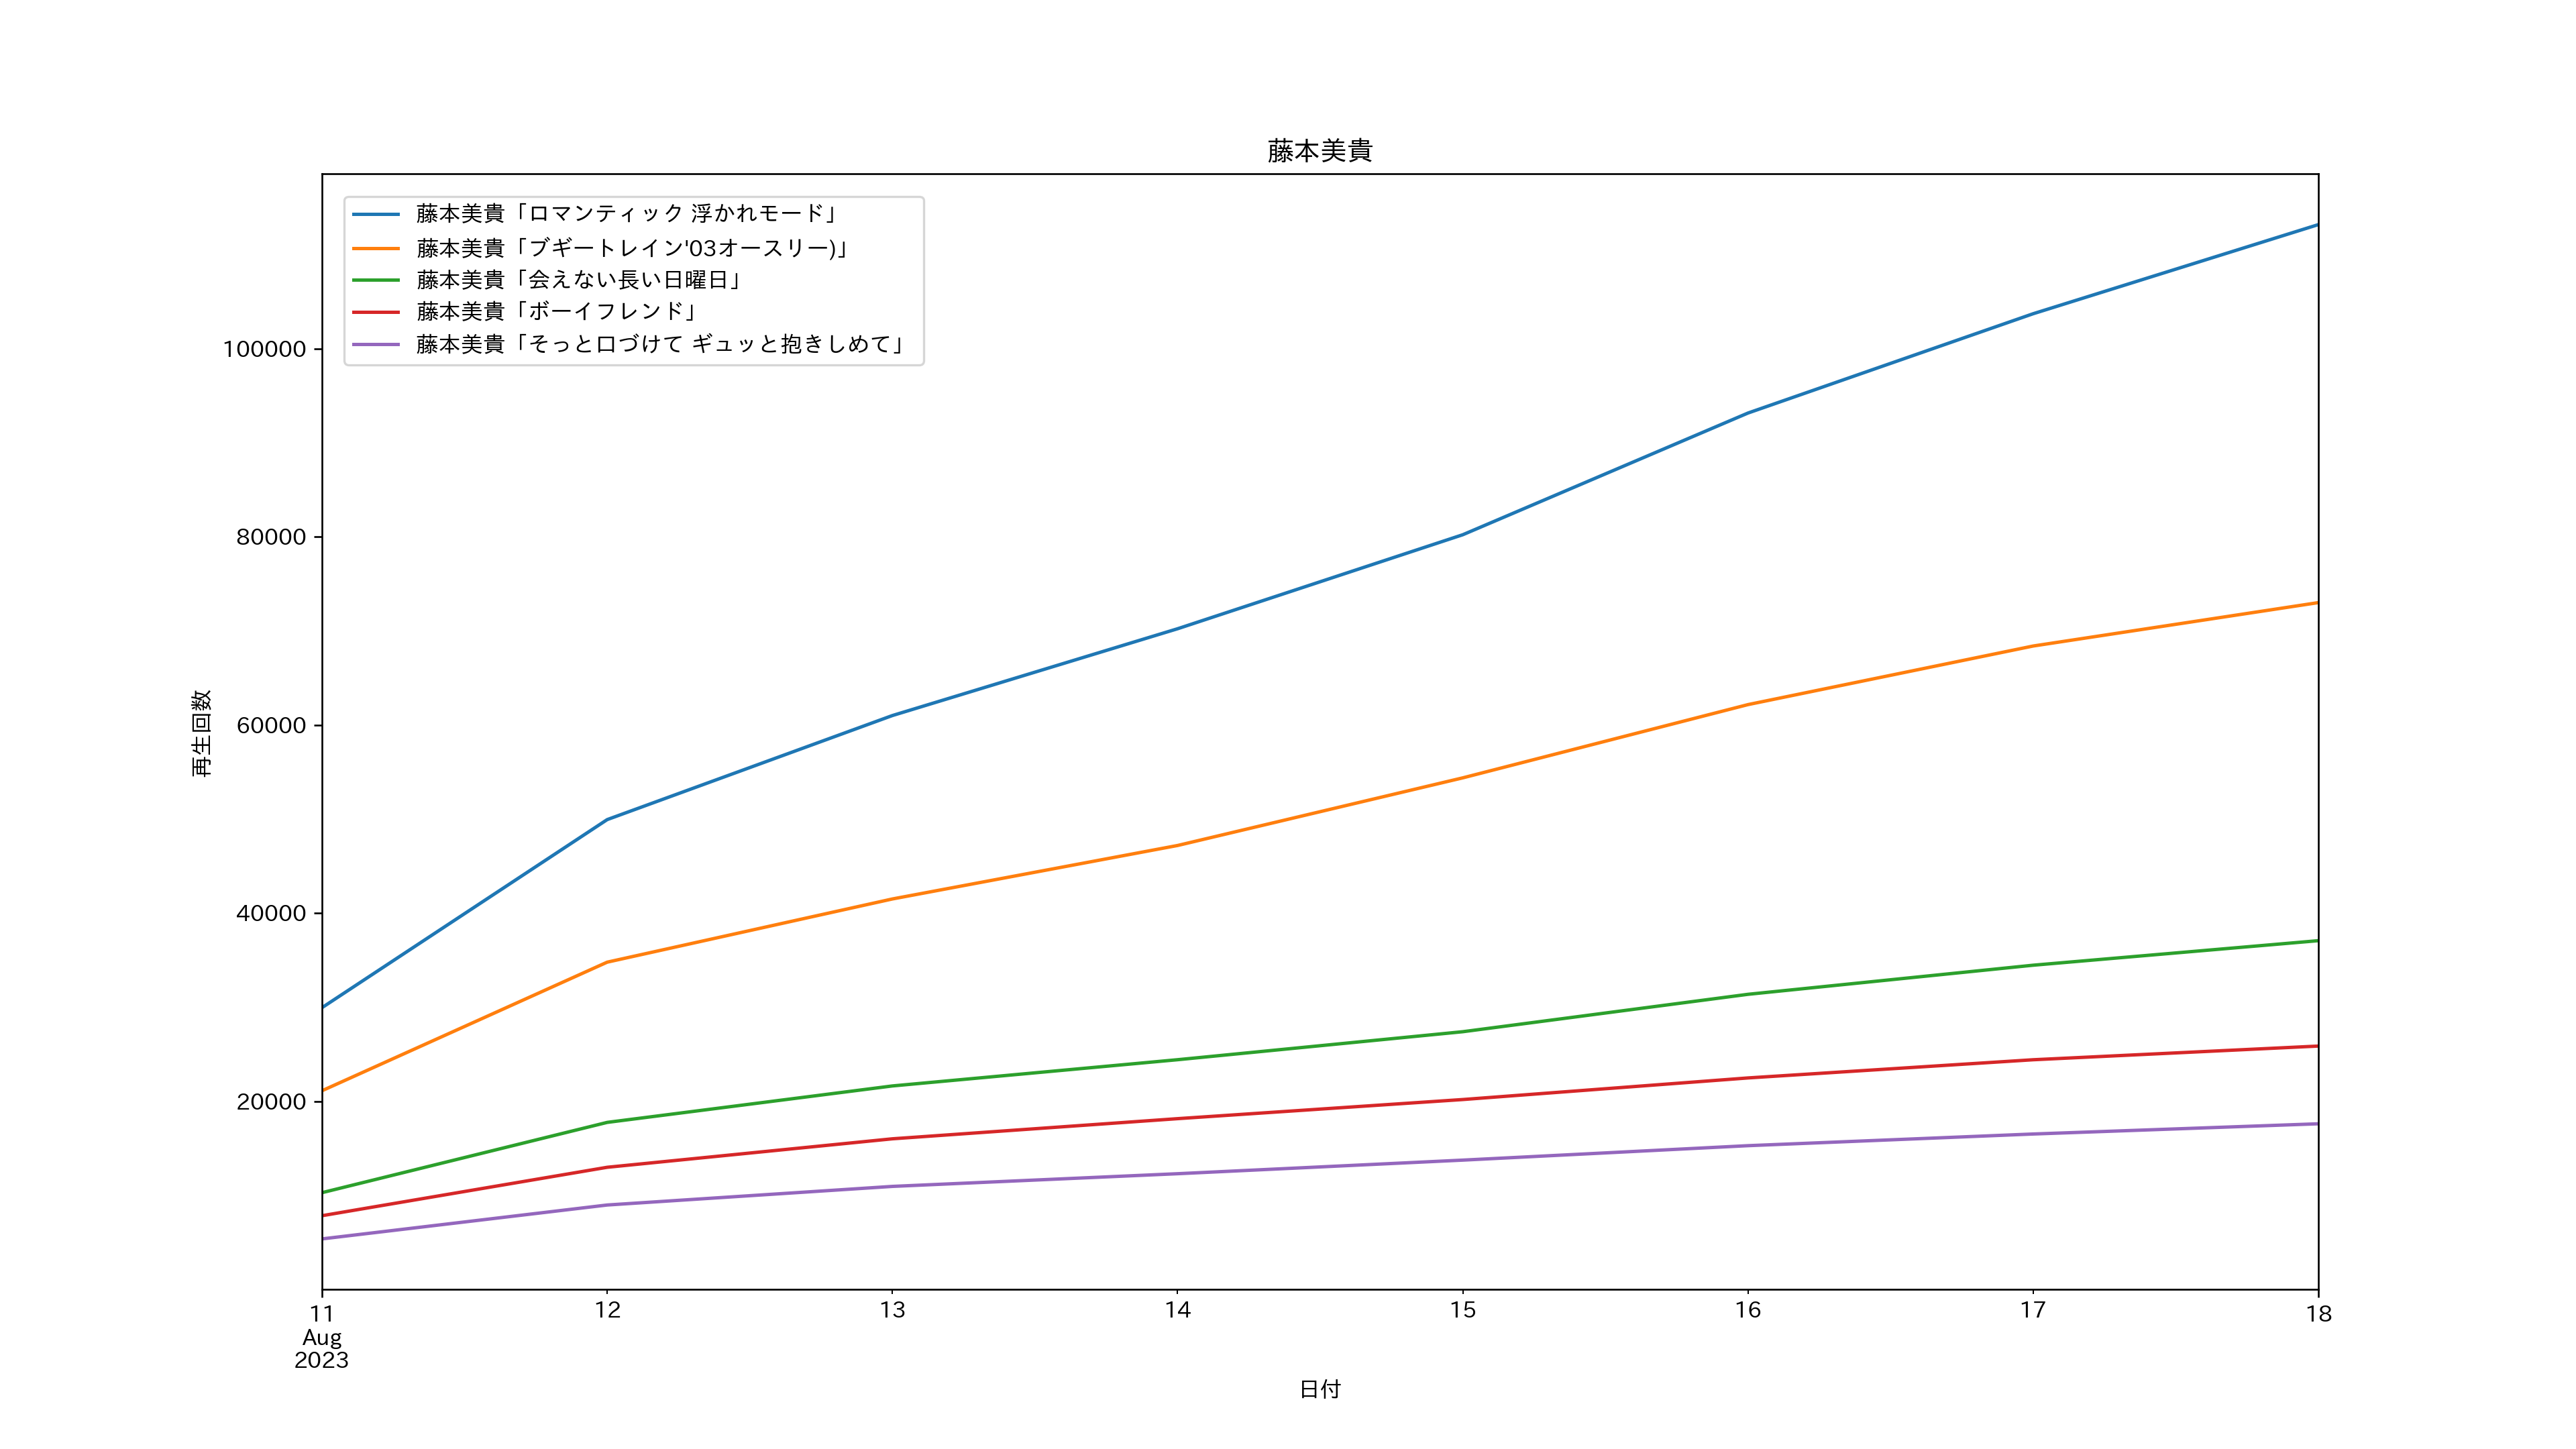 藤本美貴
藤本美貴「ロマンティック 浮かれモード」
藤本美貴「ブギートレイン'03オースリー)」
藤本美貴「会えない長い日曜日」
藤本美貴「ボーイフレンド」
藤本美貴「そっと口づけて ギュッと抱きしめて」
再生回数
100000
80000
60000
40000
20000
11 12 13 14 15 16 17 18
Aug
2023
日付